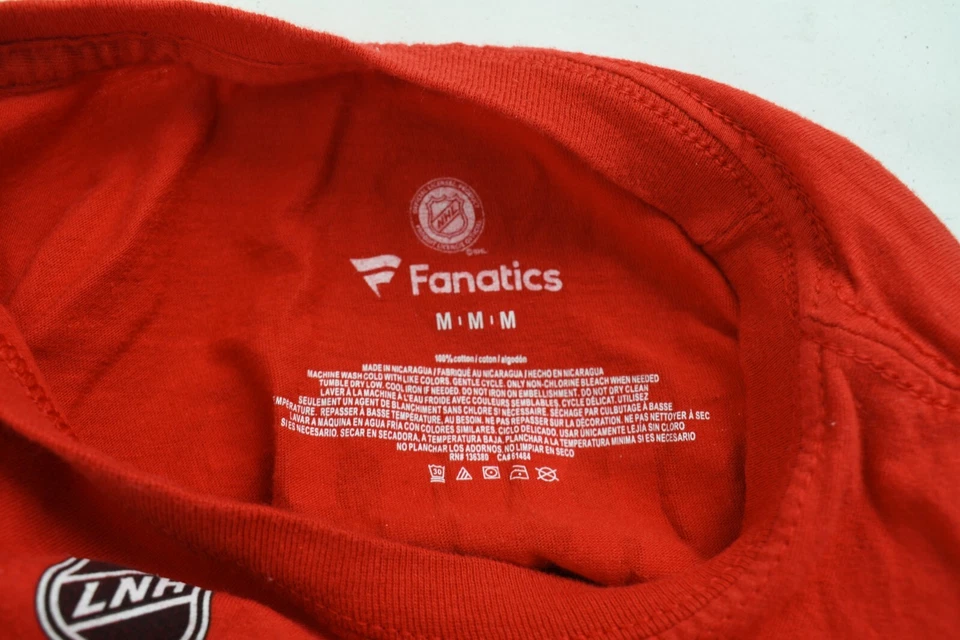 NHL
Fanatics
M M M
100% cotton / coton / algodón
MADE IN NICARAGUA / FABRIQUÉ AU NICARAGUA / HECHO EN NICARAGUA
MACHINE WASH COLD WITH LIKE COLORS. GENTLE CYCLE. ONLY NON-CHLORINE BLEACH WHEN NEEDED
TUMBLE DRY LOW. COOL IRON IF NEEDED. DO NOT IRON ON EMBELLISHMENT. DO NOT DRY CLEAN
LAVER À LA MACHINE À L'EAU FROIDE AVEC COULEURS SEMBLABLES. CYCLE DÉLICAT. UTILISEZ
SEULEMENT UN AGENT DE BLANCHIMENT SANS CHLORE SI NÉCESSAIRE. SÉCHAGE PAR CULBUTAGE À BASSE
MPÉRATURE. REPASSER À BASSE TEMPÉRATURE, AU BESOIN. NE PAS REPASSER SUR LA DÉCORATION. NE PAS NETTOYER À SEC
LAVAR A MÁQUINA EN AGUA FRÍA CON COLORES SIMILARES. CICLO DELICADO. USAR ÚNICAMENTE LEJÍA SIN CLORO
SI ES NECESARIO. SECAR EN SECADORA, A TEMPERATURA BAJA. PLANCHAR A LA TEMPERATURA MINIMA SI ES NECESARIO
NO PLANCHAR LOS ADORNOS. NO LIMPIAR EN SECO
RN# 136380 CA# 61484
30
LNH